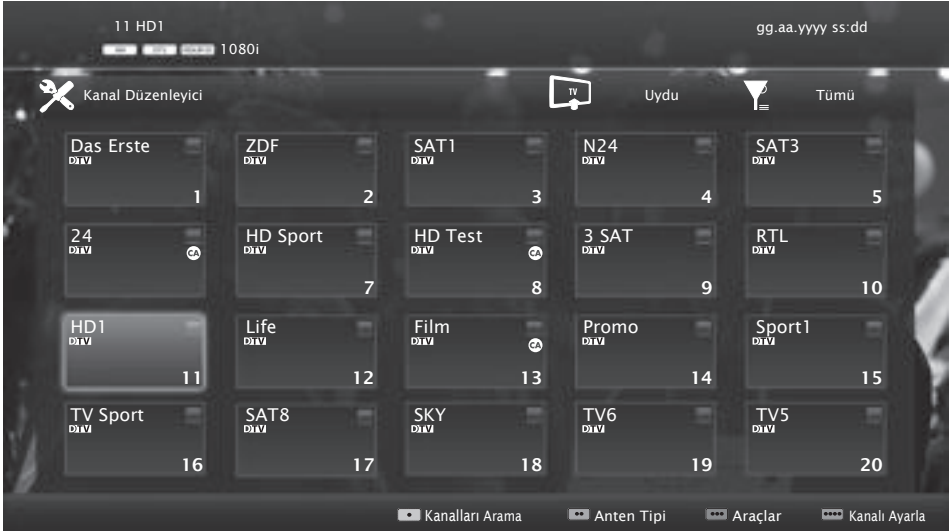 11 HD1
gg.aa.yyyy ss:dd
1080i
Kanal Düzenleyici
TV
Uydu
Tümü
Das Erste
DTV
1
ZDF
DTV
2
SAT1
DTV
3
N24
DTV
4
SAT3
DTV
5
24
DTV
CA
HD Sport
DTV
7
HD Test
DTV
CA
8
3 SAT
DTV
9
RTL
DTV
10
HD1
DTV
11
Life
DTV
12
Film
DTV
CA
13
Promo
DTV
14
Sport1
DTV
15
TV Sport
DTV
16
SAT8
DTV
17
SKY
DTV
18
TV6
DTV
19
TV5
DTV
20
Kanalları Arama
Anten Tipi
Araçlar
Kanalı Ayarla